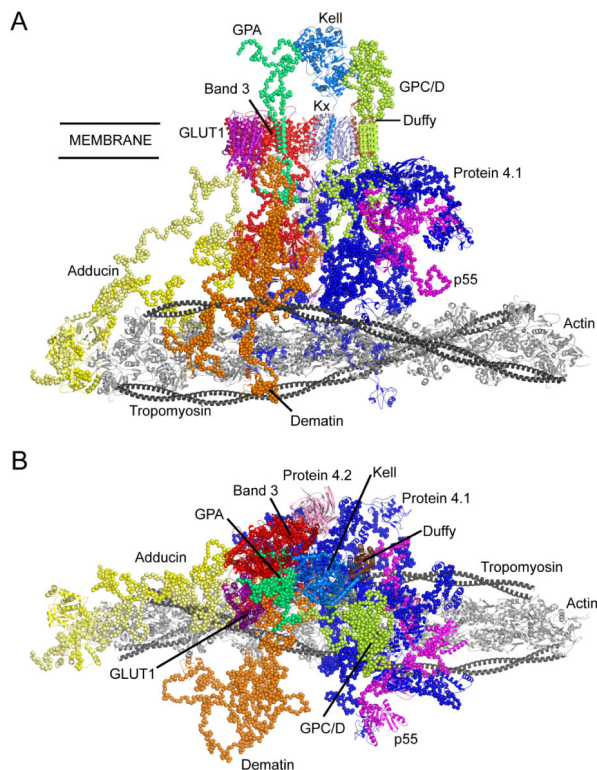 A
Kell
GPA
GPC/D
Band 3
Kx
Duffy
GLUT1
MEMBRANE
Protein 4.1
Adducin
p55
Actin
Tropomyosin
Dematin
B
Kell
Protein 4.2
Band 3
Protein 4.1
GPA
Duffy
Adducin
Tropomyosin
Actin
GLUT1
GPC/D
p55
Dematin